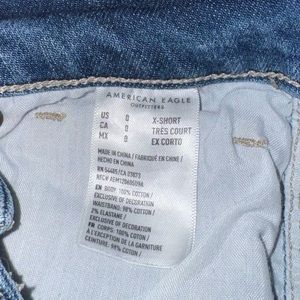 AMERICAN EAGLE
OUTFITTERS
US 0 X-SHORT
CA 0 TRÈS COURT
MX 0 EX CORTO
MADE IN CHINA / FABRIQUÉ EN CHINE /
HECHO EN CHINA
RN 54485/CA 03873
EN BODY: 100% COTTON /
EXCLUSIVE OF DECORATION
WAISTBAND: 98% COTTON /
2% ELASTANE /
FR CORPS: 100% COTON /
À L'EXCEPTION DE LA GARNITURE
CEINTURE: 98% COTON /